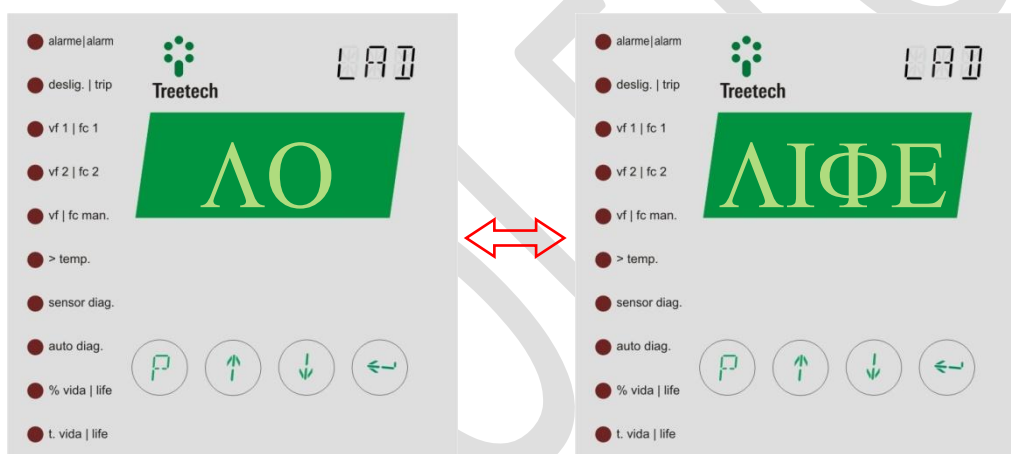 alarme|alarm
deslig. | trip
vf 1 | fc 1
vf 2 | fc 2
vf | fc man.
> temp.
sensor diag.
auto diag.
% vida | life
t. vida | life
Treetech
LAD
ΛΟ
P
alarme|alarm
deslig. | trip
vf 1 | fc 1
vf 2 | fc 2
vf | fc man.
> temp.
sensor diag.
auto diag.
% vida | life
t. vida | life
Treetech
LAD
ΛΙΦΕ
P